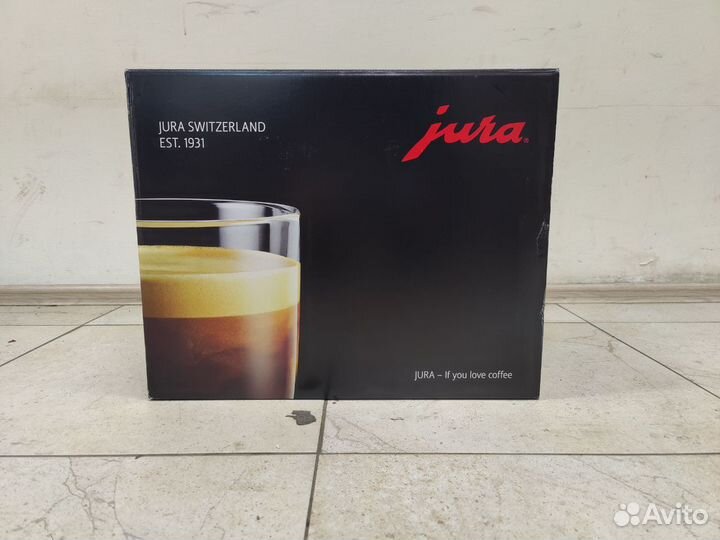 JURA SWITZERLAND
EST. 1931
jura®
JURA – If you love coffee
Avito